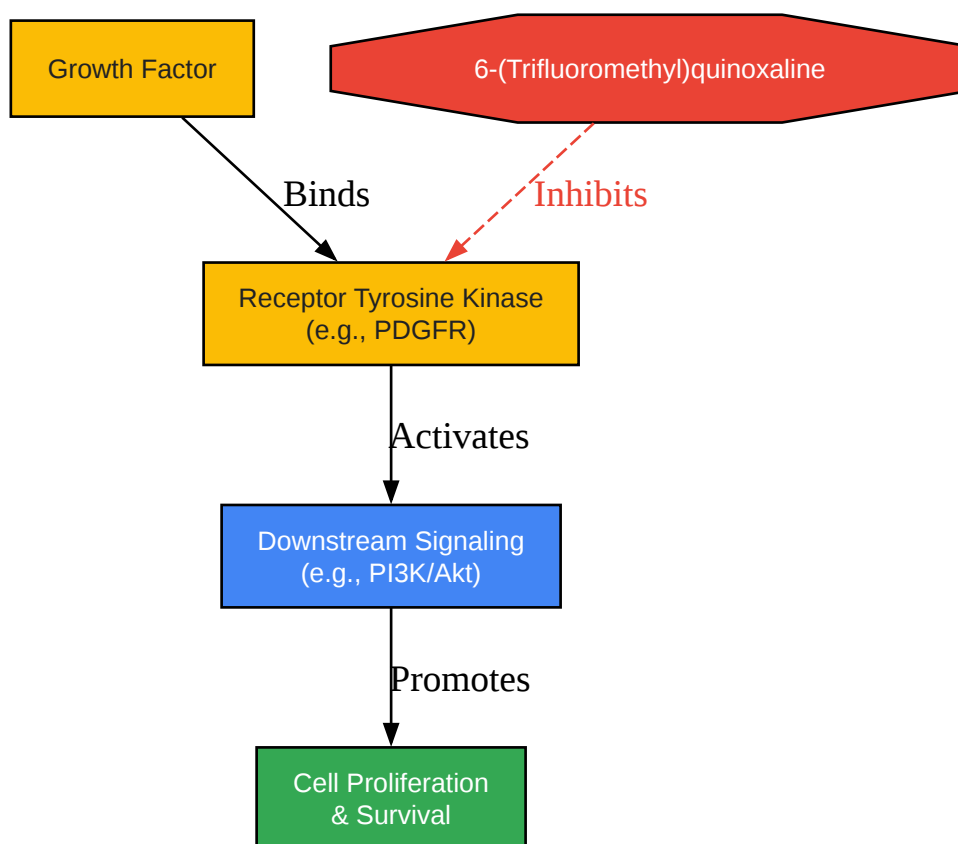 Growth Factor
6-(Trifluoromethyl)quinoxaline
Binds
Inhibits
Receptor Tyrosine Kinase
(e.g., PDGFR)
Activates
Downstream Signaling
(e.g., PI3K/Akt)
Promotes
Cell Proliferation
& Survival